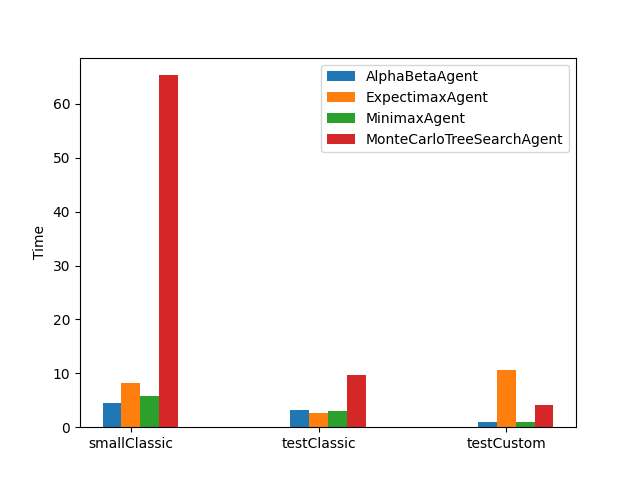 AlphaBetaAgent
ExpectimaxAgent
MinimaxAgent
MonteCarloTreeSearchAgent
Time
60
50
40
30
20
10
0
smallClassic
testClassic
testCustom